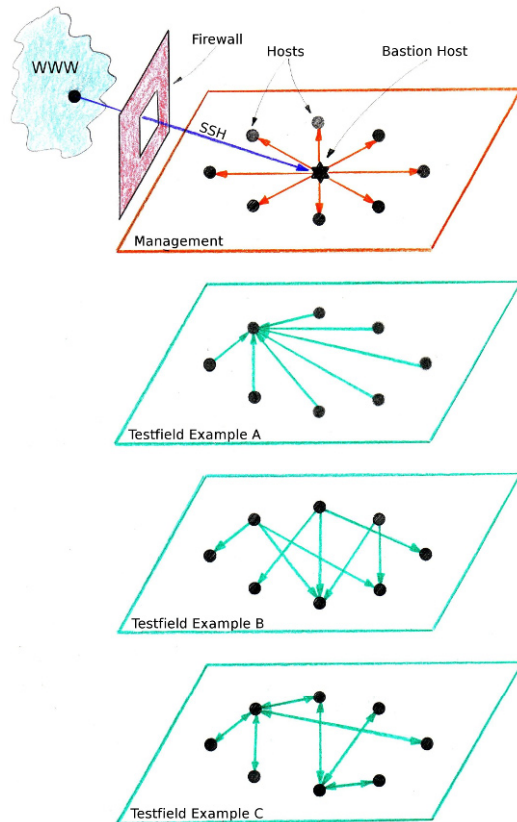 Firewall
Hosts
Bastion Host
WWW
SSH
Management
Testfield Example A
Testfield Example B
Testfield Example C